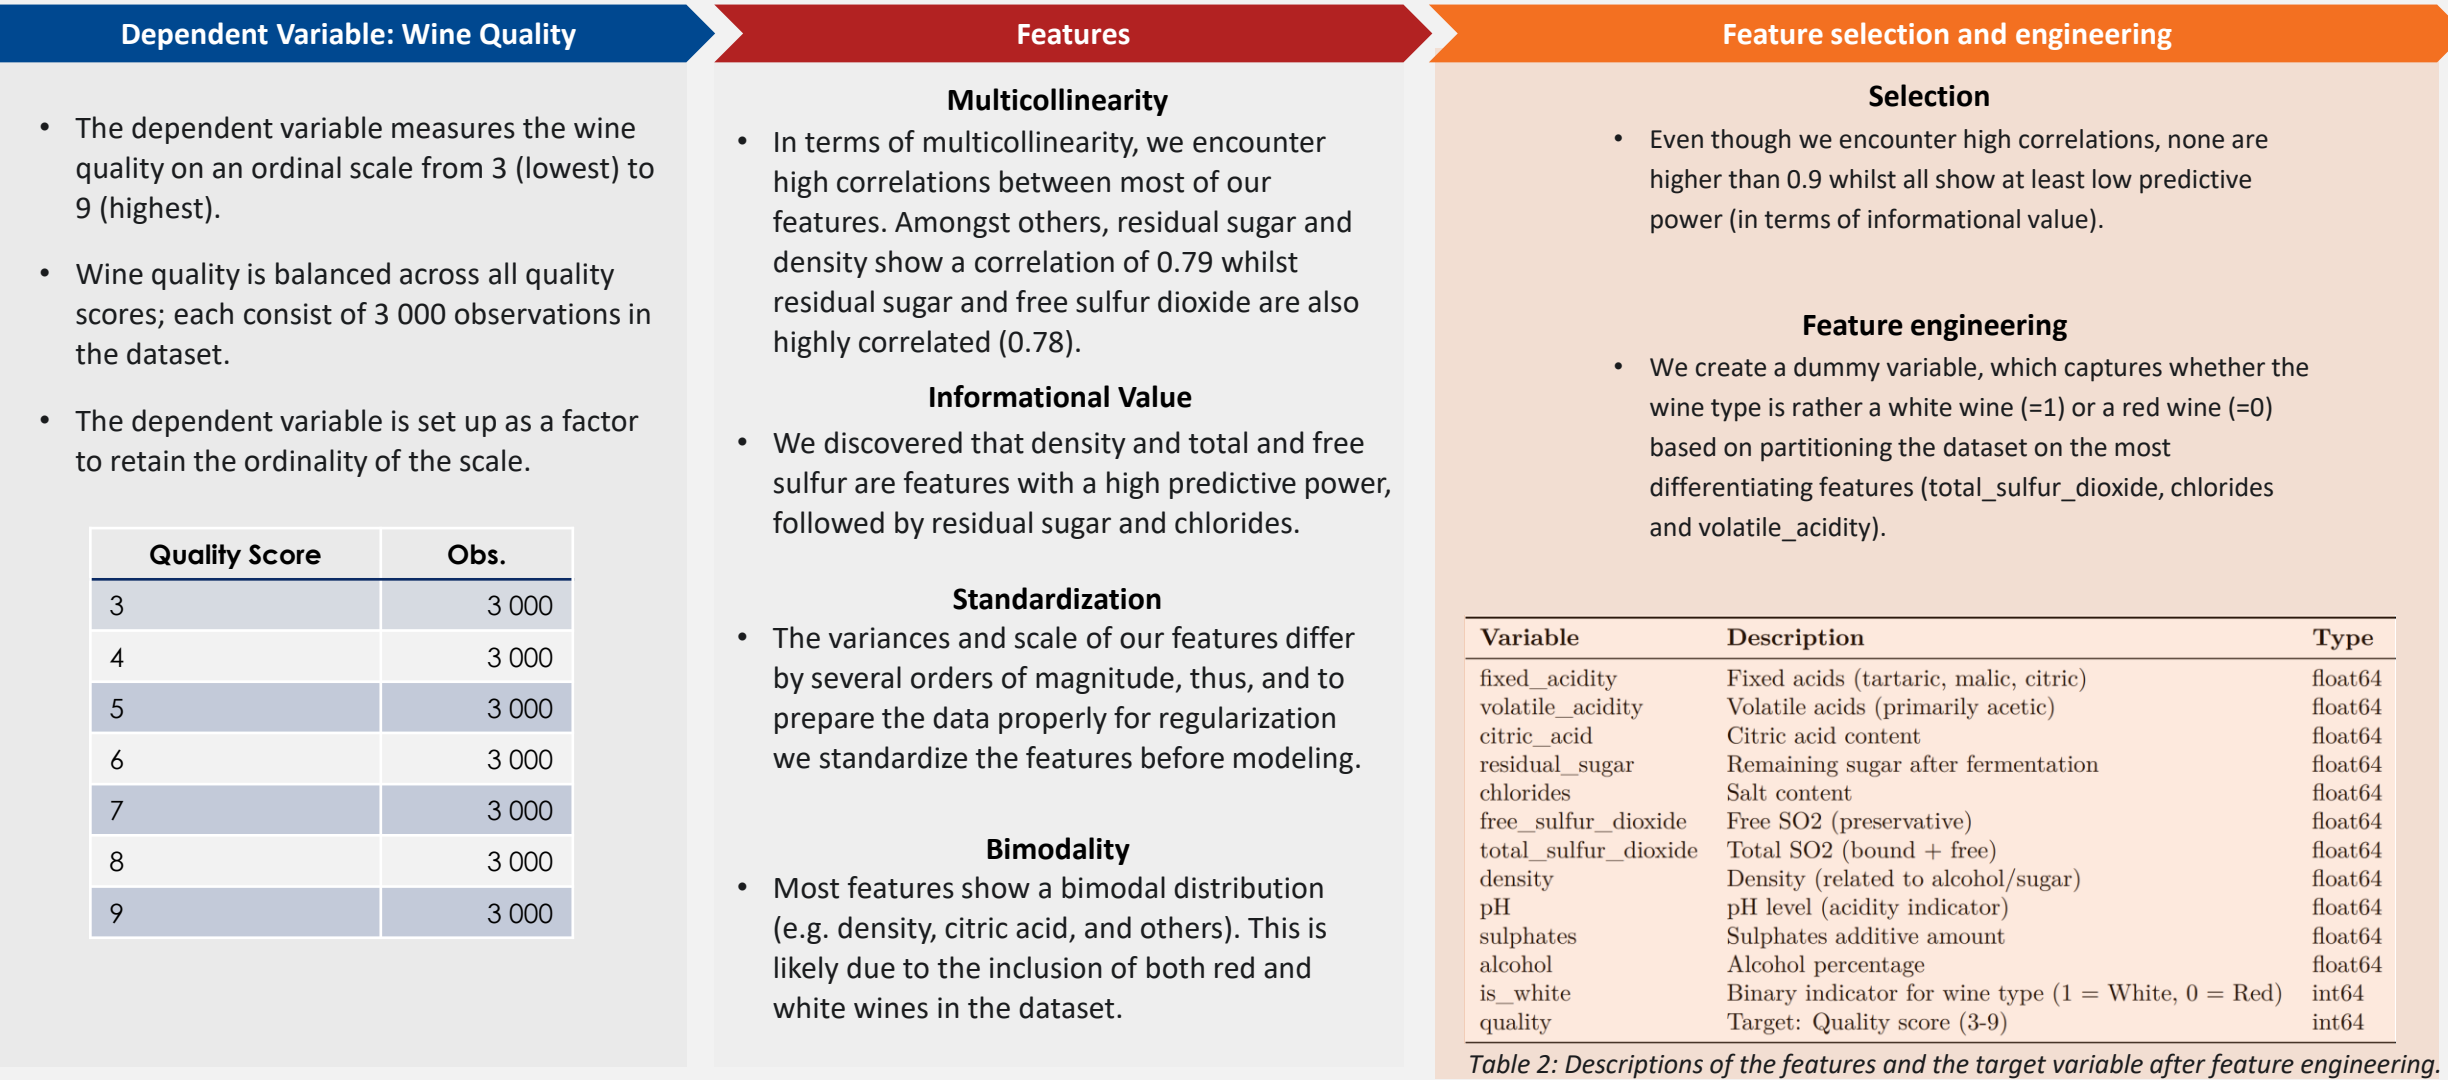 Dependent Variable: Wine Quality
• The dependent variable measures the wine
quality on an ordinal scale from 3 (lowest) to
9 (highest).
• Wine quality is balanced across all quality
scores; each consist of 3 000 observations in
the dataset.
• The dependent variable is set up as a factor
to retain the ordinality of the scale.
Quality Score Obs.
3 3 000
4 3 000
5 3 000
6 3 000
7 3 000
8 3 000
9 3 000
Features
Multicollinearity
• In terms of multicollinearity, we encounter
high correlations between most of our
features. Amongst others, residual sugar and
density show a correlation of 0.79 whilst
residual sugar and free sulfur dioxide are also
highly correlated (0.78).
Informational Value
• We discovered that density and total and free
sulfur are features with a high predictive power,
followed by residual sugar and chlorides.
Standardization
• The variances and scale of our features differ
by several orders of magnitude, thus, and to
prepare the data properly for regularization
we standardize the features before modeling.
Bimodality
• Most features show a bimodal distribution
(e.g. density, citric acid, and others). This is
likely due to the inclusion of both red and
white wines in the dataset.
Feature selection and engineering
Selection
• Even though we encounter high correlations, none are
higher than 0.9 whilst all show at least low predictive
power (in terms of informational value).
Feature engineering
• We create a dummy variable, which captures whether the
wine type is rather a white wine (=1) or a red wine (=0)
based on partitioning the dataset on the most
differentiating features (total_sulfur_dioxide, chlorides
and volatile_acidity).
Variable Description Type
fixed_acidity Fixed acids (tartaric, malic, citric) float64
volatile_acidity Volatile acids (primarily acetic) float64
citric_acid Citric acid content float64
residual_sugar Remaining sugar after fermentation float64
chlorides Salt content float64
free_sulfur_dioxide Free SO2 (preservative) float64
total_sulfur_dioxide Total SO2 (bound + free) float64
density Density (related to alcohol/sugar) float64
pH pH level (acidity indicator) float64
sulphates Sulphates additive amount float64
alcohol Alcohol percentage float64
is_white Binary indicator for wine type (1 = White, 0 = Red) int64
quality Target: Quality score (3-9) int64
Table 2: Descriptions of the features and the target variable after feature engineering.